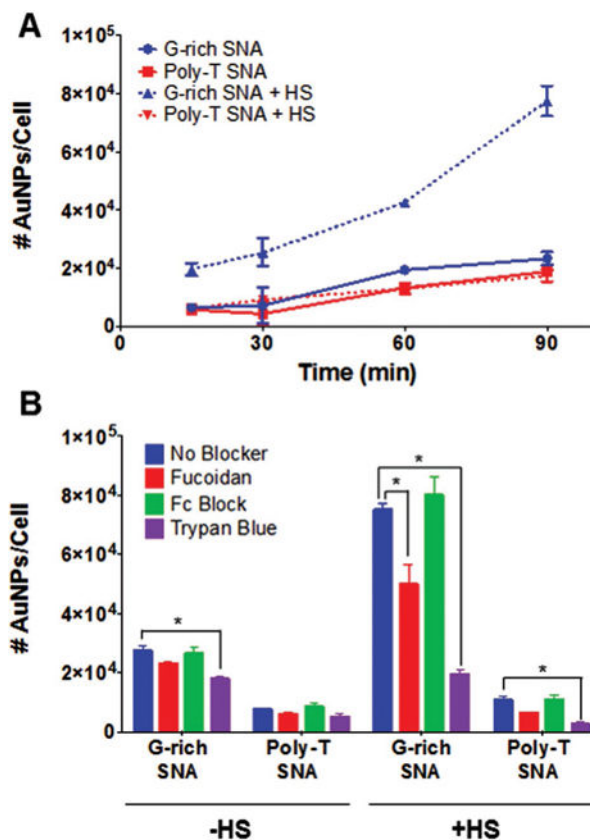 A
# AuNPs/Cell
1×10⁵
8×10⁴
6×10⁴
4×10⁴
2×10⁴
0
G-rich SNA
Poly-T SNA
G-rich SNA + HS
Poly-T SNA + HS
0 30 60 90
Time (min)
B
# AuNPs/Cell
1×10⁵
8×10⁴
6×10⁴
4×10⁴
2×10⁴
0
No Blocker
Fucoidan
Fc Block
Trypan Blue
*
*
*
*
G-rich Poly-T G-rich Poly-T
SNA SNA SNA SNA
-HS +HS